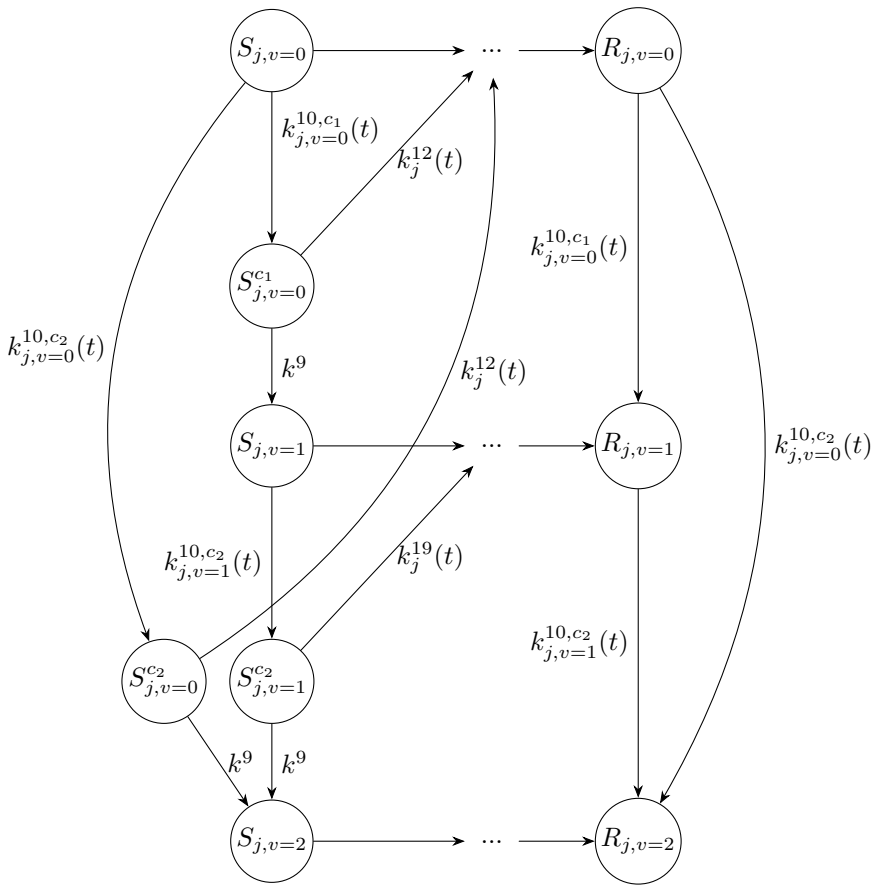 S_{j,v=0} ... R_{j,v=0}
k^{10,c_1}_{j,v=0}(t)
k^{12}_j(t)
k^{10,c_1}_{j,v=0}(t)
S^{c_1}_{j,v=0}
k^{10,c_2}_{j,v=0}(t)
k^9
k^{12}_j(t)
S_{j,v=1} ... R_{j,v=1}
k^{10,c_2}_{j,v=0}(t)
k^{10,c_2}_{j,v=1}(t)
k^{19}_j(t)
k^{10,c_2}_{j,v=1}(t)
S^{c_2}_{j,v=0}
S^{c_2}_{j,v=1}
k^9
k^9
S_{j,v=2} ... R_{j,v=2}